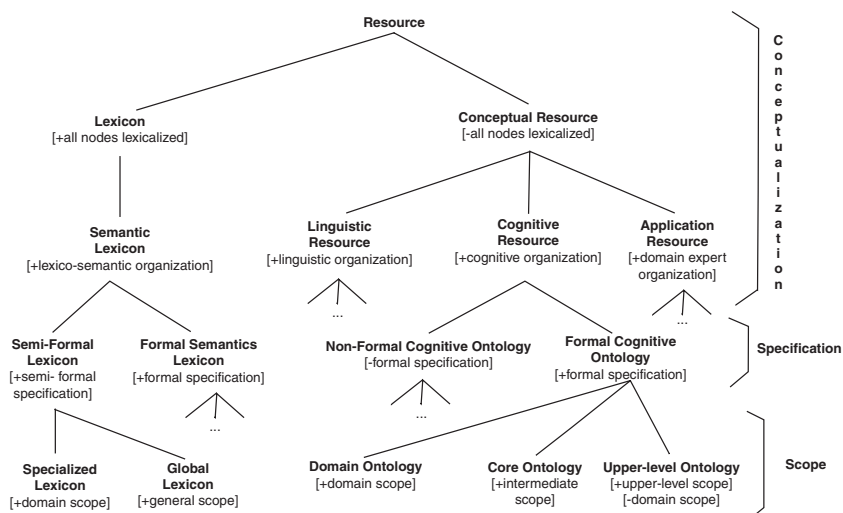 Resource
Lexicon
[+all nodes lexicalized]
Conceptual Resource
[-all nodes lexicalized]
Conceptualization
Semantic
Lexicon
[+lexico-semantic organization]
Linguistic
Resource
[+linguistic organization]
Cognitive
Resource
[+cognitive organization]
Application
Resource
[+domain expert
organization]
...
...
Semi-Formal
Lexicon
[+semi- formal
specification]
Formal Semantics
Lexicon
[+formal specification]
...
Non-Formal Cognitive Ontology
[-formal specification]
...
Formal Cognitive
Ontology
[+formal specification]
Specification
Specialized
Lexicon
[+domain scope]
Global
Lexicon
[+general scope]
Domain Ontology
[+domain scope]
Core Ontology
[+intermediate
scope]
Upper-level Ontology
[+upper-level scope]
[-domain scope]
Scope